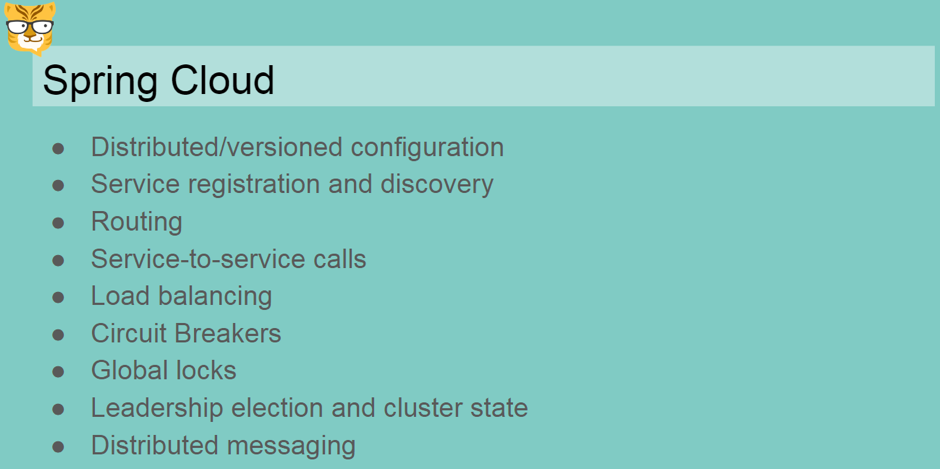 Spring Cloud
● Distributed/versioned configuration
● Service registration and discovery
● Routing
● Service-to-service calls
● Load balancing
● Circuit Breakers
● Global locks
● Leadership election and cluster state
● Distributed messaging